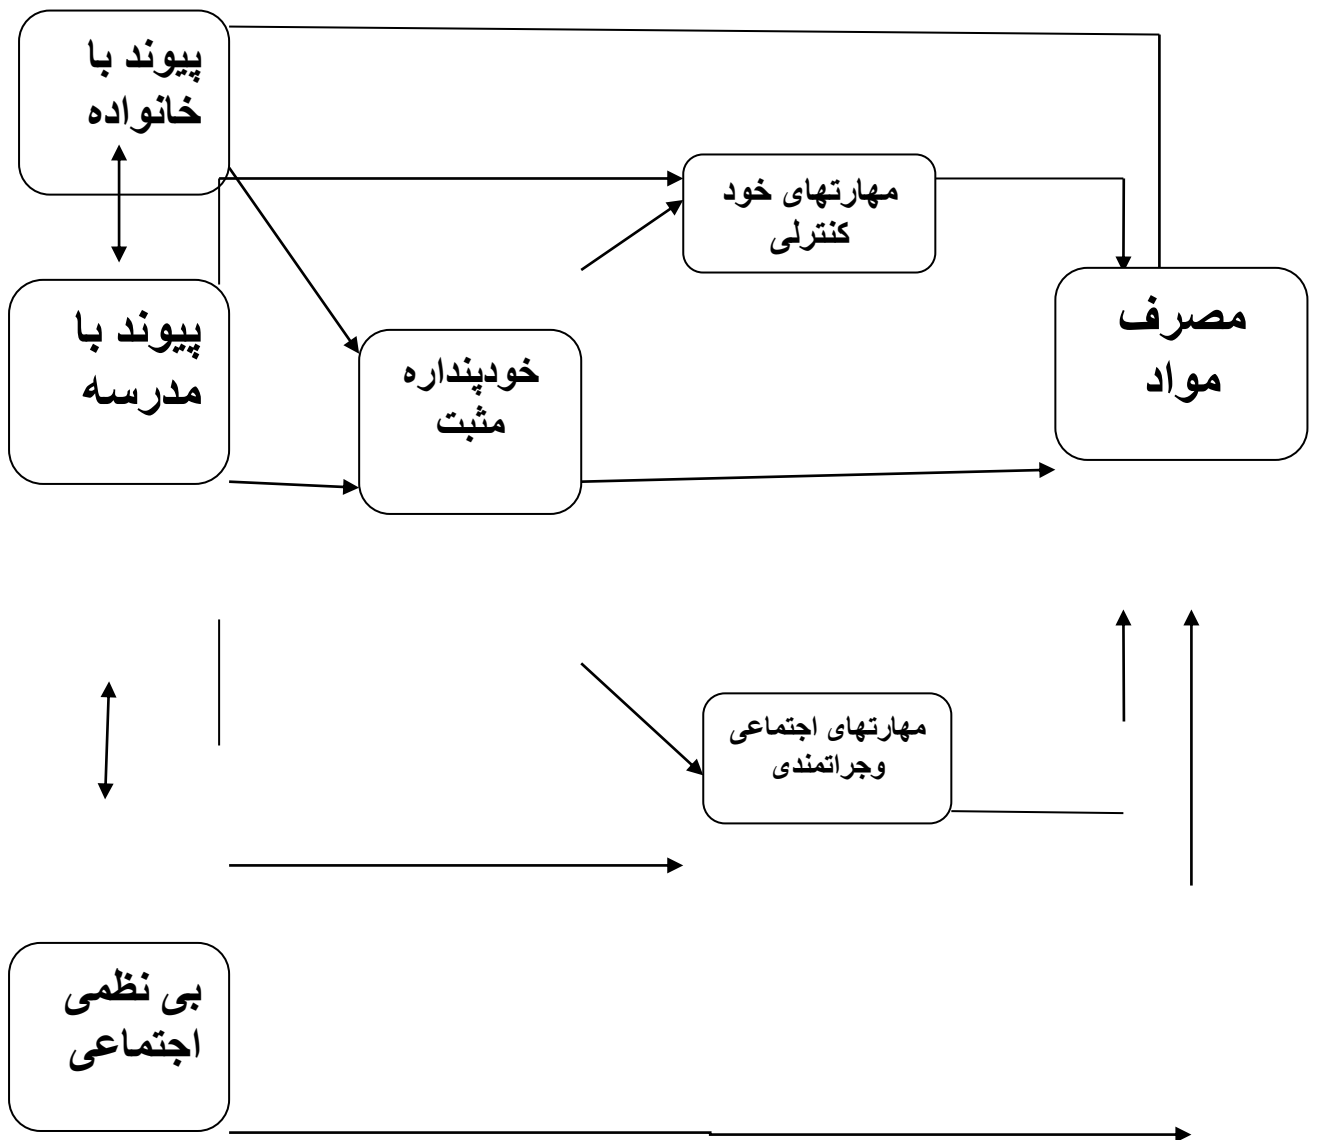 پیوند با
خانواده
مهارتهای خود
کنترلی
پیوند با
مدرسه
خودپنداره
مثبت
مصرف
مواد
مهارتهای اجتماعی
وجراتمندی
بی نظمی
اجتماعی